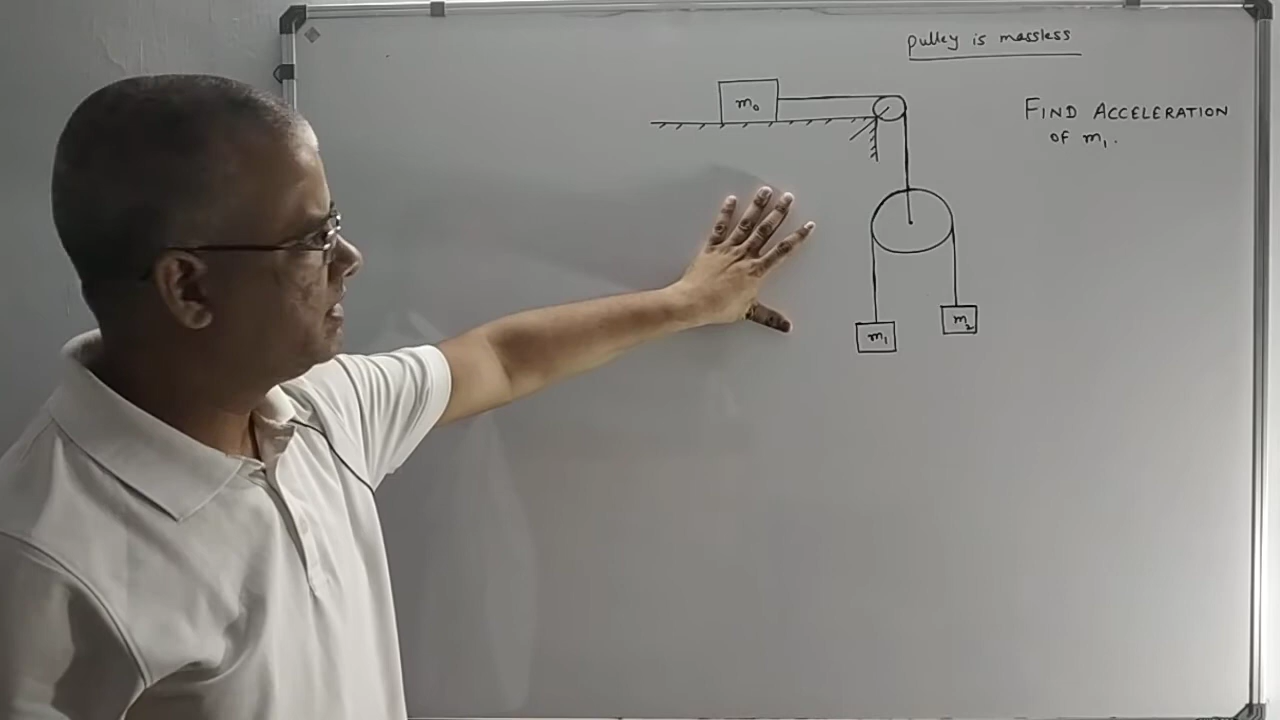 pulley is massless
m₀
FIND ACCELERATION
OF m₁.
m₁
m₂